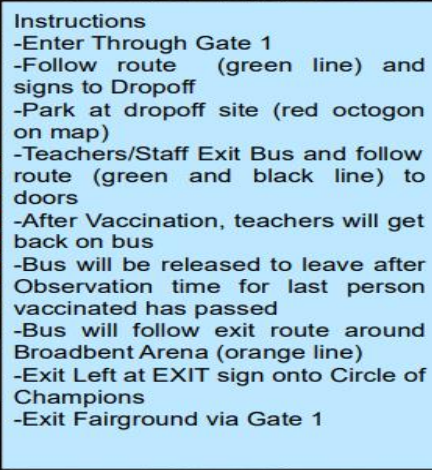 Instructions
-Enter Through Gate 1
-Follow route (green line) and
signs to Dropoff
-Park at dropoff site (red octogon
on map)
-Teachers/Staff Exit Bus and follow
route (green and black line) to
doors
-After Vaccination, teachers will get
back on bus
-Bus will be released to leave after
Observation time for last person
vaccinated has passed
-Bus will follow exit route around
Broadbent Arena (orange line)
-Exit Left at EXIT sign onto Circle of
Champions
-Exit Fairground via Gate 1